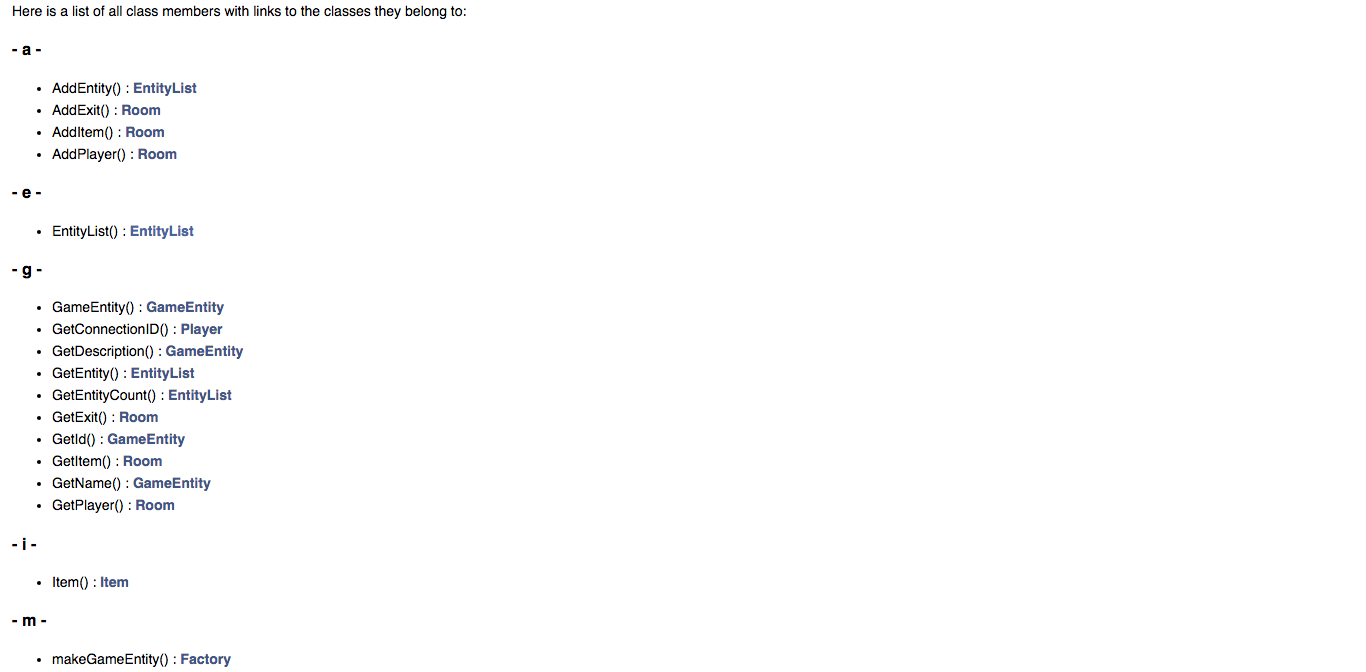 Here is a list of all class members with links to the classes they belong to:
- a -
• AddEntity() : EntityList
• AddExit() : Room
• AddItem() : Room
• AddPlayer() : Room
- e -
• EntityList() : EntityList
- g -
• GameEntity() : GameEntity
• GetConnectionID() : Player
• GetDescription() : GameEntity
• GetEntity() : EntityList
• GetEntityCount() : EntityList
• GetExit() : Room
• GetId() : GameEntity
• GetItem() : Room
• GetName() : GameEntity
• GetPlayer() : Room
- i -
• Item() : Item
- m -
• makeGameEntity() : Factory